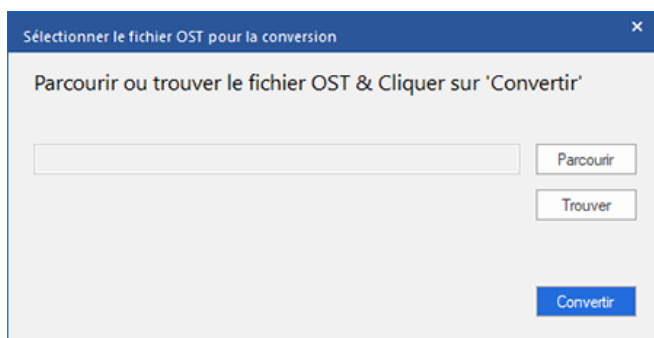 Sélectionner le fichier OST pour la conversion
Parcourir ou trouver le fichier OST & Cliquer sur 'Convertir'
Parcourir
Trouver
Convertir